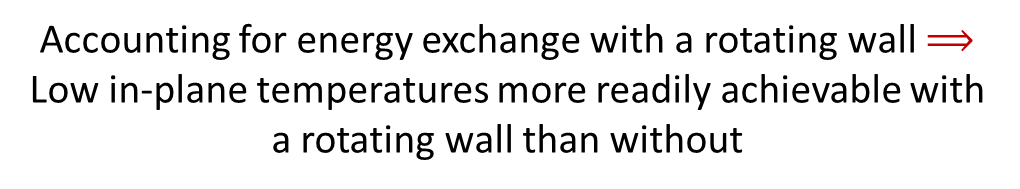 Accounting for energy exchange with a rotating wall ⟹
Low in-plane temperatures more readily achievable with
a rotating wall than without